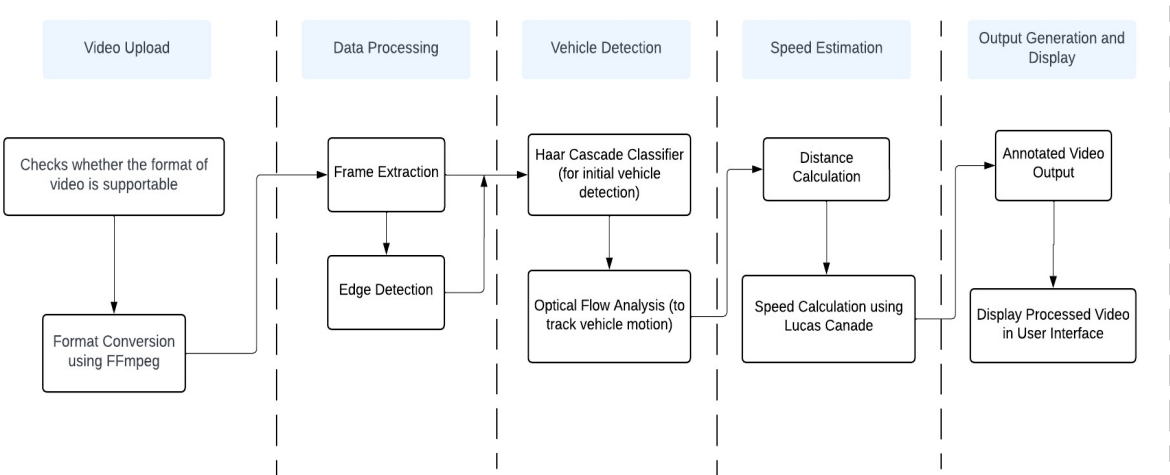 Video Upload
Data Processing
Vehicle Detection
Speed Estimation
Output Generation and
Display
Checks whether the format of
video is supportable
Format Conversion
using FFmpeg
Frame Extraction
Edge Detection
Haar Cascade Classifier
(for initial vehicle
detection)
Optical Flow Analysis (to
track vehicle motion)
Distance
Calculation
Speed Calculation using
Lucas Canade
Annotated Video
Output
Display Processed Video
in User Interface